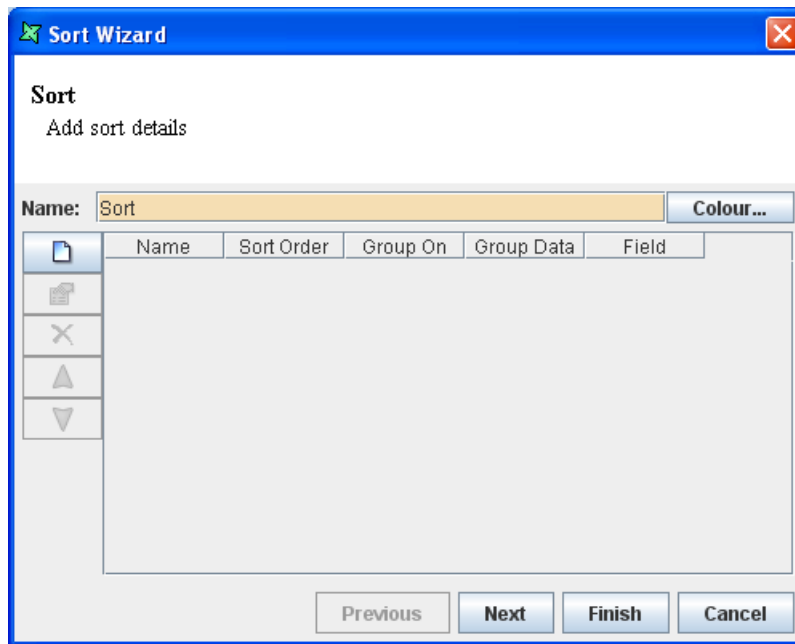 Sort Wizard
Sort
Add sort details
Name: Sort Colour...
Name Sort Order Group On Group Data Field
Previous Next Finish Cancel